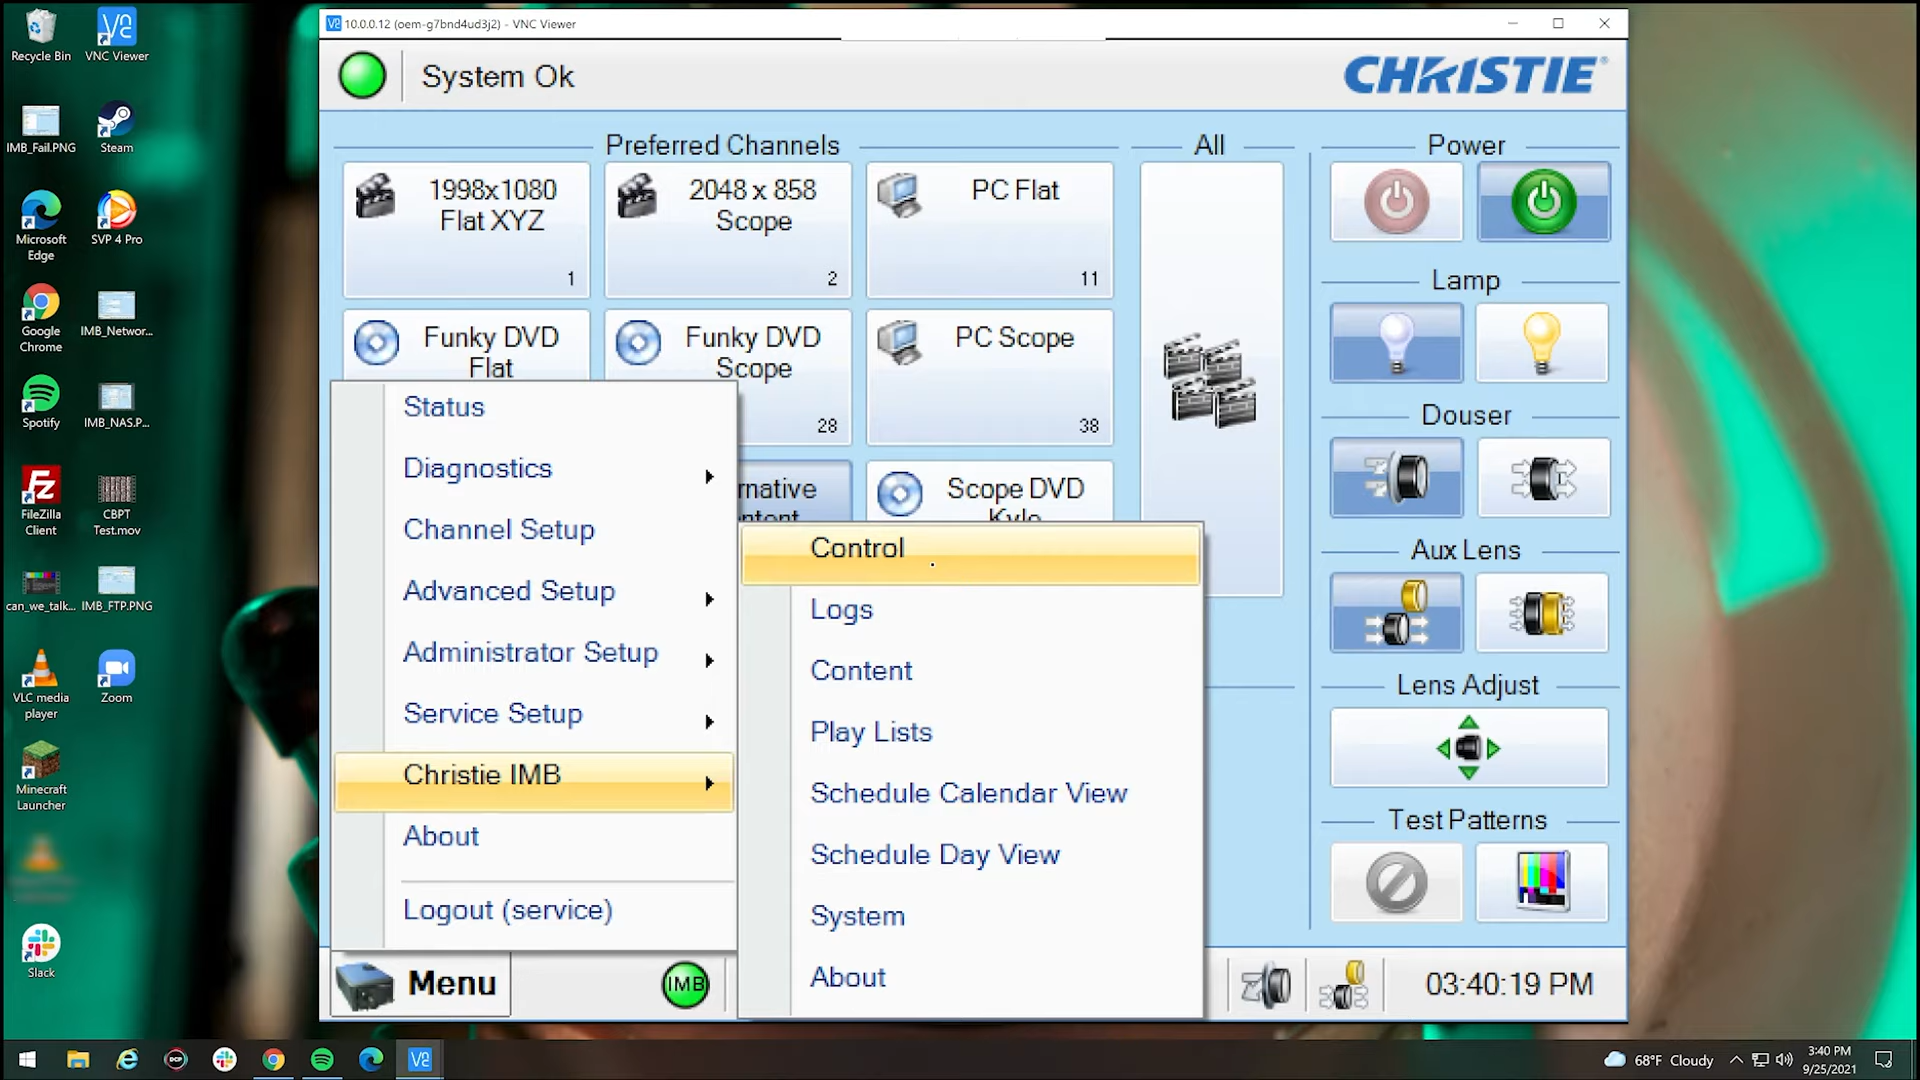 10.0.0.12 (oem-g7bnd4ud3j2) - VNC Viewer
System Ok
CHRISTIE
Preferred Channels
All
Power
1998x1080
Flat XYZ
1
2048 x 858
Scope
2
PC Flat
11
Funky DVD
Flat
Funky DVD
Scope
28
PC Scope
38
Scope DVD
Lamp
Douser
Aux Lens
Lens Adjust
Test Patterns
Status
Diagnostics
Channel Setup
Advanced Setup
Administrator Setup
Service Setup
Christie IMB
About
Logout (service)
Control
Logs
Content
Play Lists
Schedule Calendar View
Schedule Day View
System
About
Menu
IMB
03:40:19 PM
Recycle Bin
VNC Viewer
IMB_Fail.PNG
Steam
Microsoft
Edge
SVP 4 Pro
Google
Chrome
IMB_Networ...
Spotify
IMB_NAS.P...
FileZilla
Client
CBPT
Test.mov
can_we_talk...
IMB_FTP.PNG
VLC media
player
Zoom
Minecraft
Launcher
Slack
DCP
68°F Cloudy
3:40 PM
9/25/2021